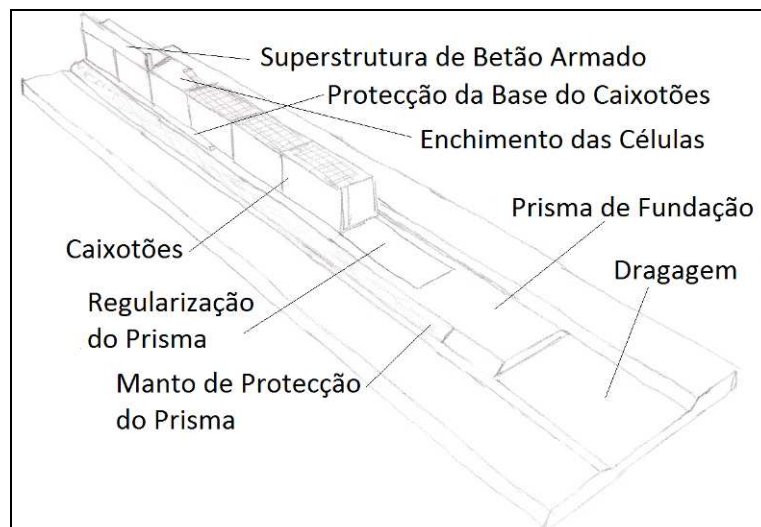 Superstrutura de Betão Armado
Protecção da Base do Caixotões
Enchimento das Células
Prisma de Fundação
Caixotões
Dragagem
Regularização
do Prisma
Manto de Protecção
do Prisma